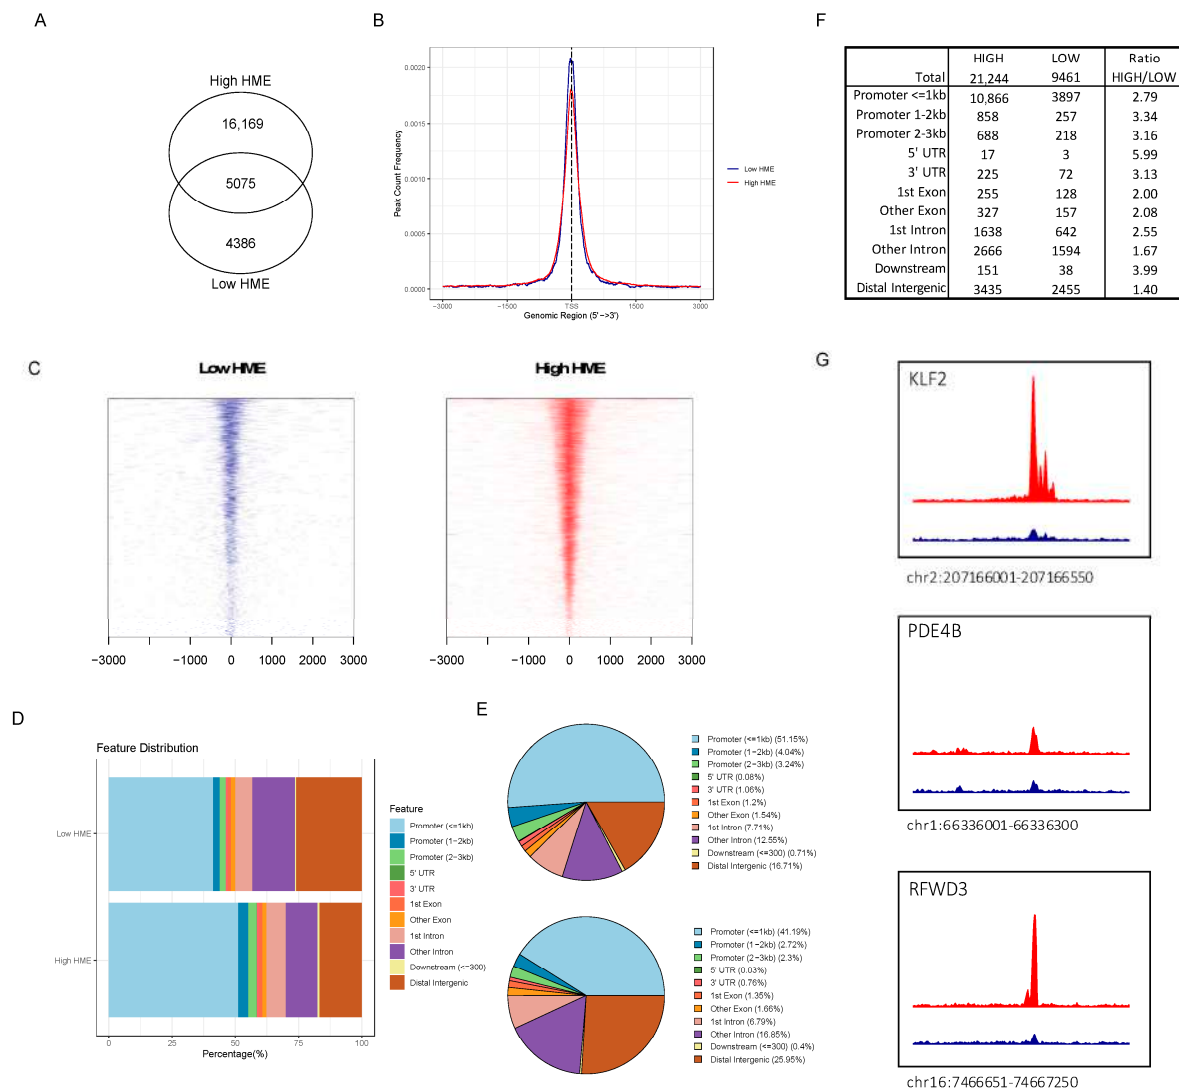 A
High HME
16,169
5075
4386
Low HME
B
0.0020
0.0015
0.0010
0.0005
0.0000
Peak Count Frequency
−3000
−1500
TSS
1500
3000
Genomic Region (5'−>3')
Low HME
High HME
F
HIGH LOW Ratio
Total 21,244 9461 HIGH/LOW
Promoter <=1kb 10,866 3897 2.79
Promoter 1-2kb 858 257 3.34
Promoter 2-3kb 688 218 3.16
5' UTR 17 3 5.99
3' UTR 225 72 3.13
1st Exon 255 128 2.00
Other Exon 327 157 2.08
1st Intron 1638 642 2.55
Other Intron 2666 1594 1.67
Downstream 151 38 3.99
Distal Intergenic 3435 2455 1.40
C
Low HME
−3000 −1000 0 1000 2000 3000
High HME
−3000 −1000 0 1000 2000 3000
D
Feature Distribution
Low HME
High HME
0 25 50 75 100
Percentage(%)
Feature
Promoter (<=1kb)
Promoter (1−2kb)
Promoter (2−3kb)
5' UTR
3' UTR
1st Exon
Other Exon
1st Intron
Other Intron
Downstream (<=300)
Distal Intergenic
E
Promoter (<=1kb) (51.15%)
Promoter (1−2kb) (4.04%)
Promoter (2−3kb) (3.24%)
5' UTR (0.08%)
3' UTR (1.06%)
1st Exon (1.2%)
Other Exon (1.54%)
1st Intron (7.71%)
Other Intron (12.55%)
Downstream (<=300) (0.71%)
Distal Intergenic (16.71%)
Promoter (<=1kb) (41.19%)
Promoter (1−2kb) (2.72%)
Promoter (2−3kb) (2.3%)
5' UTR (0.03%)
3' UTR (0.76%)
1st Exon (1.35%)
Other Exon (1.66%)
1st Intron (6.79%)
Other Intron (16.85%)
Downstream (<=300) (0.4%)
Distal Intergenic (25.95%)
G
KLF2
chr2:207166001-207166550
PDE4B
chr1:66336001-66336300
RFWD3
chr16:7466651-74667250